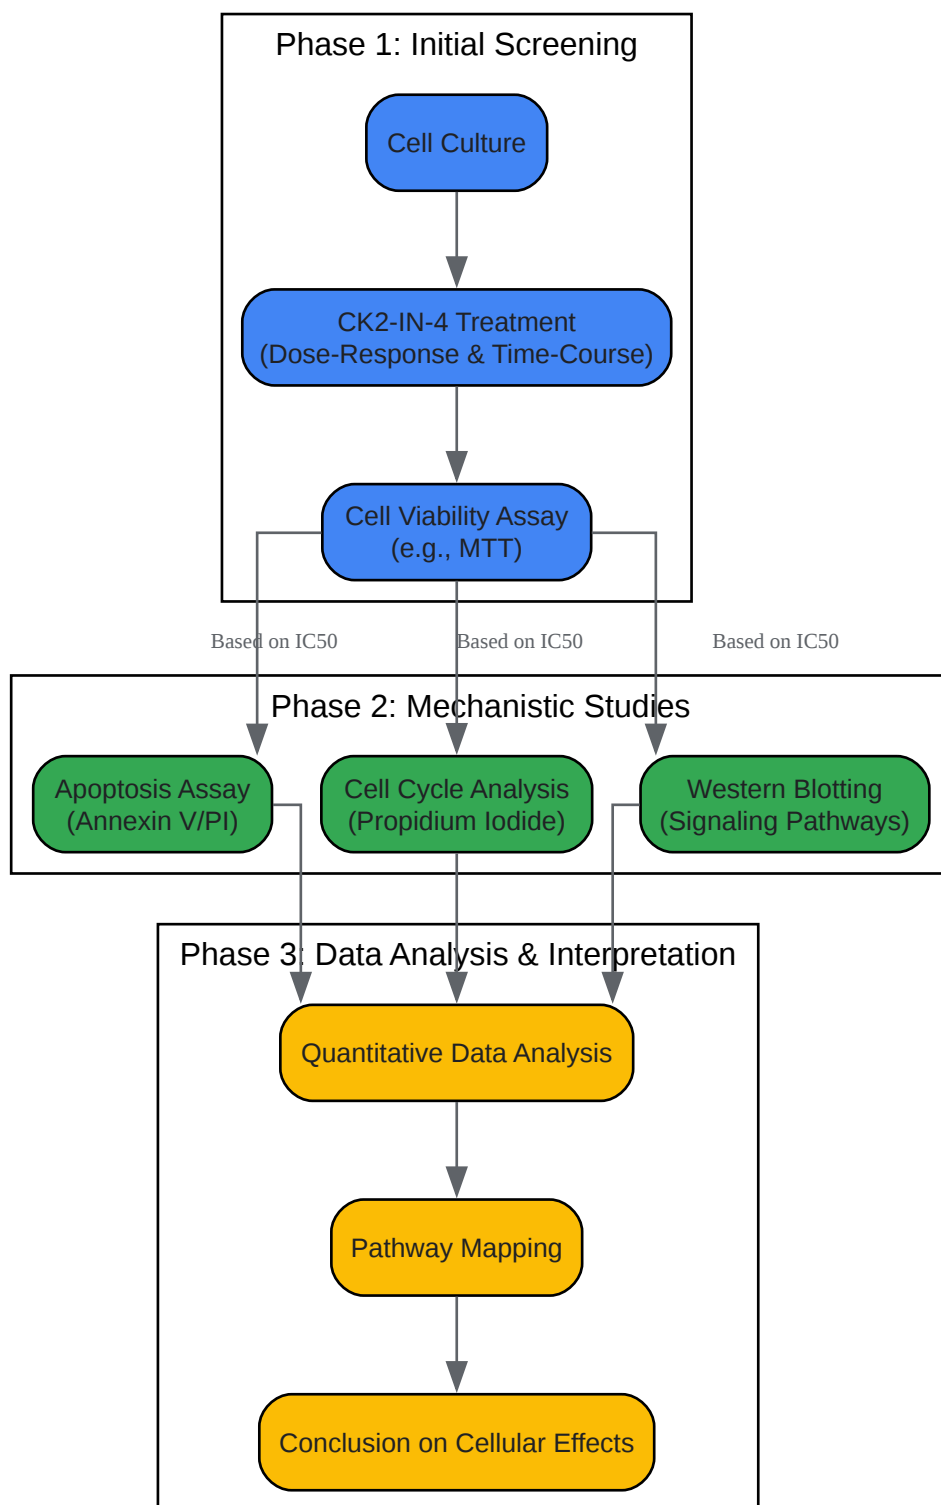 Phase 1: Initial Screening
Cell Culture
CK2-IN-4 Treatment
(Dose-Response & Time-Course)
Cell Viability Assay
(e.g., MTT)
Based on IC50
Based on IC50
Based on IC50
Phase 2: Mechanistic Studies
Apoptosis Assay
(Annexin V/PI)
Cell Cycle Analysis
(Propidium Iodide)
Western Blotting
(Signaling Pathways)
Phase 3: Data Analysis & Interpretation
Quantitative Data Analysis
Pathway Mapping
Conclusion on Cellular Effects